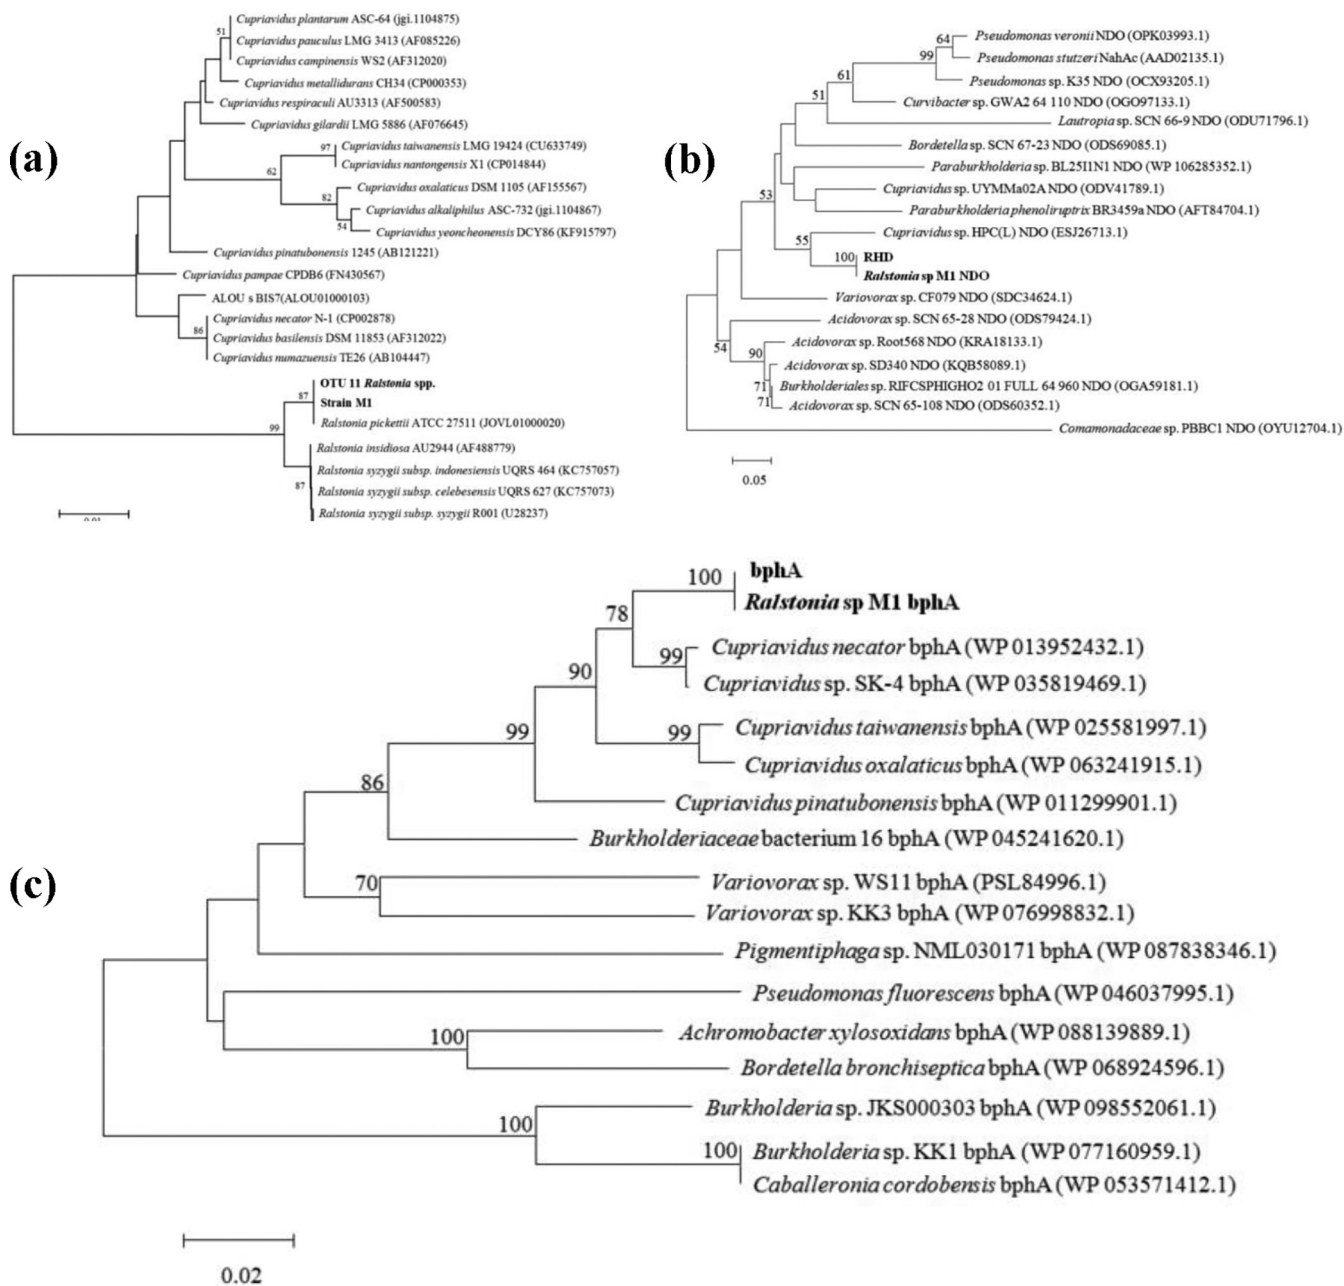 (a)
51
Cupriavidus plantarum ASC-64 (jgi.1104875)
Cupriavidus pauculus LMG 3413 (AF085226)
Cupriavidus campinensis WS2 (AF312020)
Cupriavidus metallidurans CH34 (CP000353)
Cupriavidus respiraculi AU3313 (AF500583)
Cupriavidus gilardii LMG 5886 (AF076645)
97
Cupriavidus taiwanensis LMG 19424 (CU633749)
Cupriavidus nantongensis X1 (CP014844)
62
82
Cupriavidus oxalaticus DSM 1105 (AF155567)
Cupriavidus alkaliphilus ASC-732 (jgi.1104867)
54
Cupriavidus yeoncheonensis DCY86 (KF915797)
Cupriavidus pinatubonensis 1245 (AB121221)
Cupriavidus pampae CPDB6 (FN430567)
ALOU s BIS7(ALOU01000103)
Cupriavidus necator N-1 (CP002878)
86
Cupriavidus basilensis DSM 11853 (AF312022)
Cupriavidus numazuensis TE26 (AB104447)
OTU 11 Ralstonia spp.
87
Strain M1
Ralstonia pickettii ATCC 27511 (JOVL01000020)
99
Ralstonia insidiosa AU2944 (AF488779)
Ralstonia syzygii subsp. indonesiensis UQRS 464 (KC757057)
87
Ralstonia syzygii subsp. celebesensis UQRS 627 (KC757073)
Ralstonia syzygii subsp. syzygii R001 (U28237)
(b)
64
Pseudomonas veronii NDO (OPK03993.1)
99
Pseudomonas stutzeri NahAc (AAD02135.1)
61
Pseudomonas sp. K35 NDO (OCX93205.1)
51
Curvibacter sp. GWA2 64 110 NDO (OGO97133.1)
Lautropia sp. SCN 66-9 NDO (ODU71796.1)
Bordetella sp. SCN 67-23 NDO (ODS69085.1)
Paraburkholderia sp. BL25I1N1 NDO (WP 106285352.1)
53
Cupriavidus sp. UYMMa02A NDO (ODV41789.1)
Paraburkholderia phenoliruptrix BR3459a NDO (AFT84704.1)
55
Cupriavidus sp. HPC(L) NDO (ESJ26713.1)
100
RHD
Ralstonia sp M1 NDO
Variovorax sp. CF079 NDO (SDC34624.1)
Acidovorax sp. SCN 65-28 NDO (ODS79424.1)
54
90
Acidovorax sp. Root568 NDO (KRA18133.1)
Acidovorax sp. SD340 NDO (KQB58089.1)
71
Burkholderiales sp. RIFCSPHIGHO2 01 FULL 64 960 NDO (OGA59181.1)
71
Acidovorax sp. SCN 65-108 NDO (ODS60352.1)
Comamonadaceae sp. PBBC1 NDO (OYU12704.1)
0.05
(c)
100
bphA
Ralstonia sp M1 bphA
78
99
Cupriavidus necator bphA (WP 013952432.1)
90
Cupriavidus sp. SK-4 bphA (WP 035819469.1)
99
99
Cupriavidus taiwanensis bphA (WP 025581997.1)
Cupriavidus oxalaticus bphA (WP 063241915.1)
86
Cupriavidus pinatubonensis bphA (WP 011299901.1)
Burkholderiaceae bacterium 16 bphA (WP 045241620.1)
70
Variovorax sp. WS11 bphA (PSL84996.1)
Variovorax sp. KK3 bphA (WP 076998832.1)
Pigmentiphaga sp. NML030171 bphA (WP 087838346.1)
Pseudomonas fluorescens bphA (WP 046037995.1)
100
Achromobacter xylosoxidans bphA (WP 088139889.1)
Bordetella bronchiseptica bphA (WP 068924596.1)
100
Burkholderia sp. JKS000303 bphA (WP 098552061.1)
100
Burkholderia sp. KK1 bphA (WP 077160959.1)
Caballeronia cordobensis bphA (WP 053571412.1)
0.02